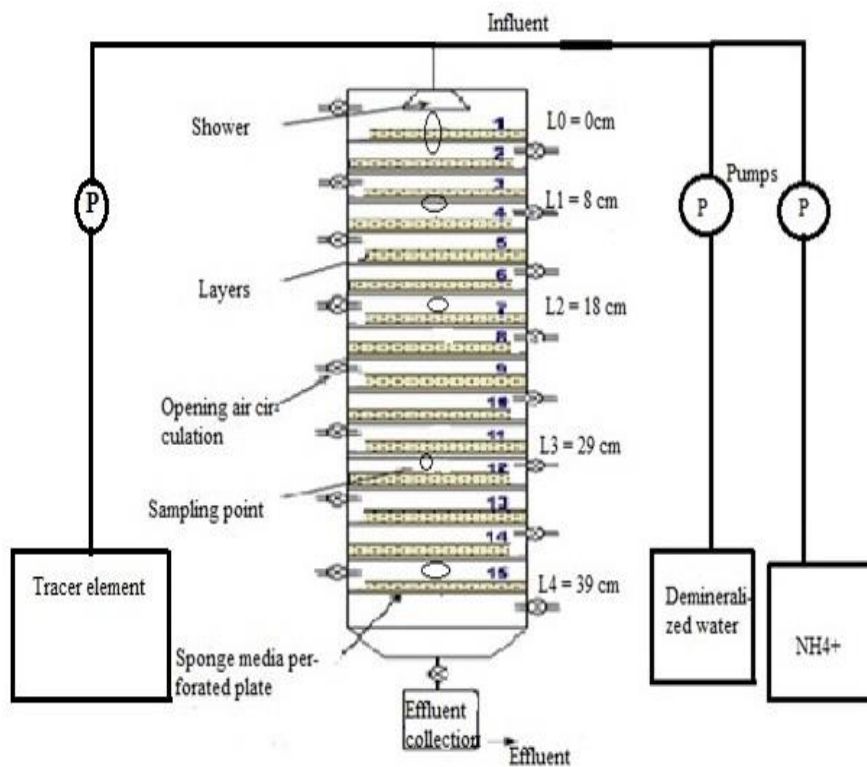 Influent
Shower
1
L0 = 0cm
2
3
Pumps
L1 = 8 cm
P
P
P
4
5
Layers
6
7
L2 = 18 cm
8
9
Opening air cir-
culation
10
11
L3 = 29 cm
12
Sampling point
13
14
Tracer element
15
L4 = 39 cm
Deminerali-
zed water
NH4+
Sponge media per-
forated plate
Effluent
collection
Effluent